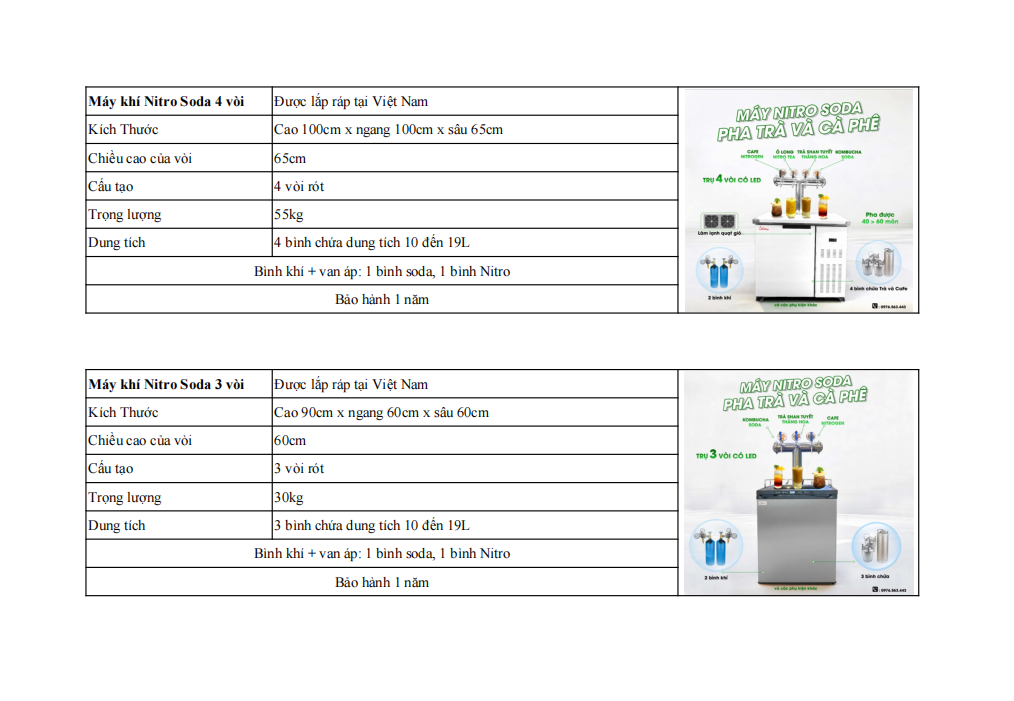 Máy khí Nitro Soda 4 vòi Được lắp ráp tại Việt Nam
Kích Thước Cao 100cm x ngang 100cm x sâu 65cm
Chiều cao của vòi 65cm
Cấu tạo 4 vòi rót
Trọng lượng 55kg
Dung tích 4 bình chứa dung tích 10 đến 19L
Bình khí + van áp: 1 bình soda, 1 bình Nitro
Bảo hành 1 năm
MÁY NITRO SODA
PHA TRÀ VÀ CÀ PHÊ
CAFE NITROGEN
Ô LONG NITRO TEA
TRÀ SHAN TUYẾT THĂNG HOA
KOMBUCHA SODA
TRỤ 4 VÒI CÓ LED
Pha được
40 > 60 món
Làm lạnh quạt gió
2 bình khí
4 bình chứa Trà và Cafe
và các phụ kiện khác
: 0976.563.442
Máy khí Nitro Soda 3 vòi Được lắp ráp tại Việt Nam
Kích Thước Cao 90cm x ngang 60cm x sâu 60cm
Chiều cao của vòi 60cm
Cấu tạo 3 vòi rót
Trọng lượng 30kg
Dung tích 3 bình chứa dung tích 10 đến 19L
Bình khí + van áp: 1 bình soda, 1 bình Nitro
Bảo hành 1 năm
MÁY NITRO SODA
PHA TRÀ VÀ CÀ PHÊ
KOMBUCHA SODA
TRÀ SHAN TUYẾT THĂNG HOA
CAFE NITROGEN
TRỤ 3 VÒI CÓ LED
2 bình khí
3 bình chứa
và các phụ kiện khác
: 0976.563.442